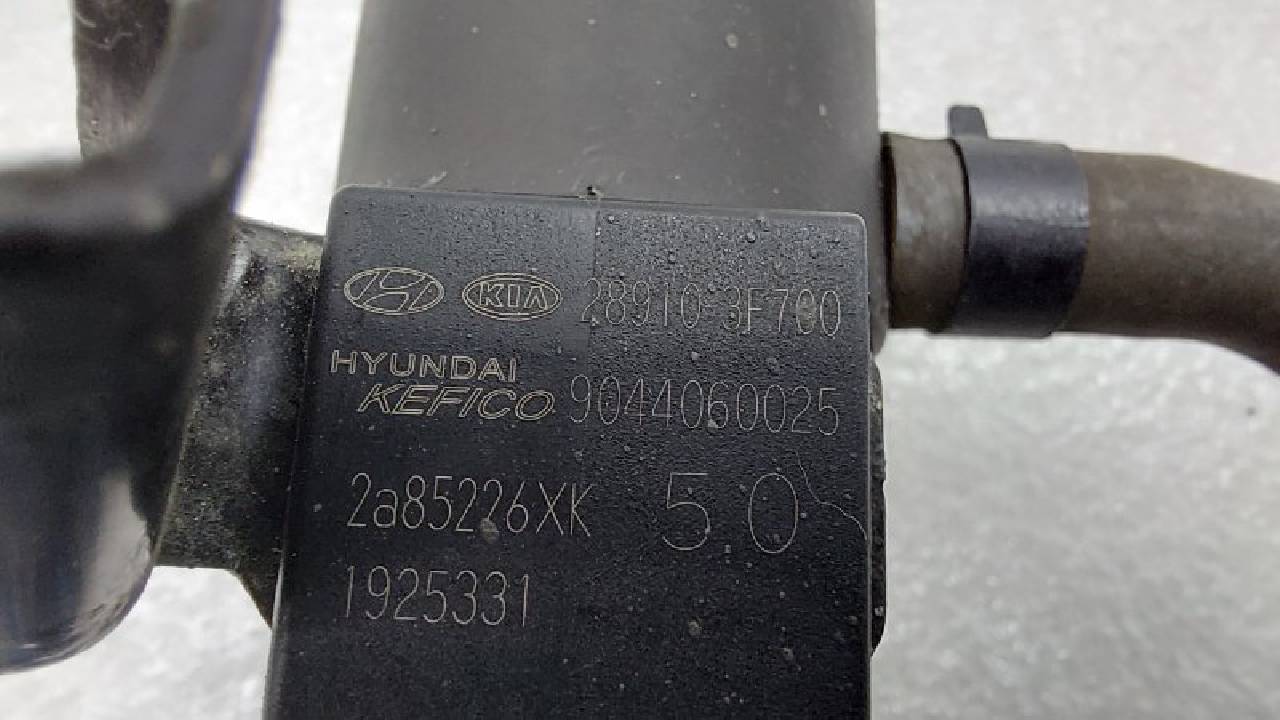 KIA 28910 3F700
HYUNDAI
KEFICO 9044060025
2a85226XK 50
1925331